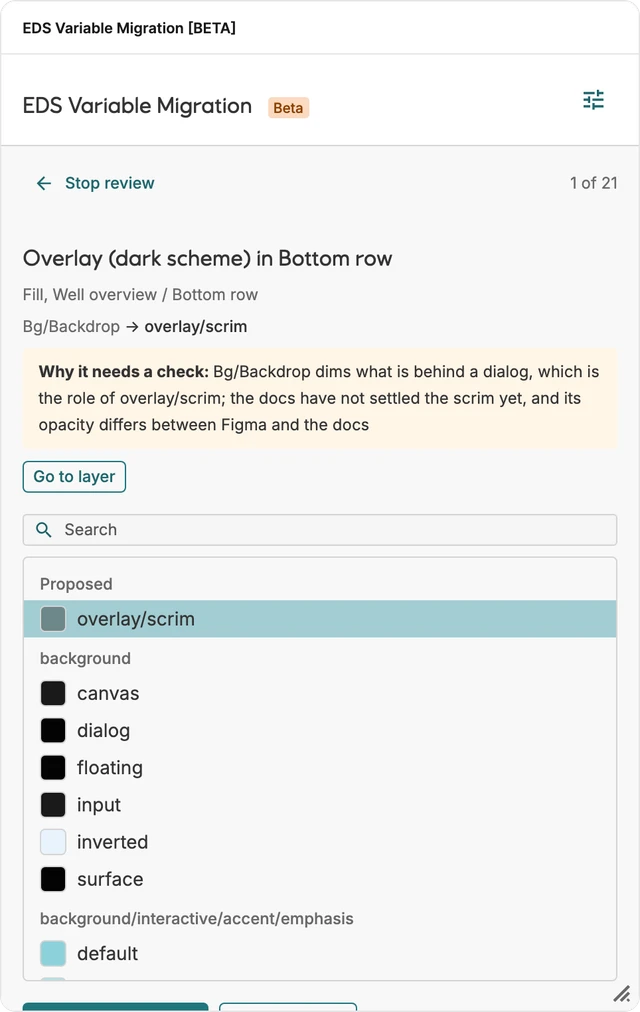 EDS Variable Migration [BETA]
EDS Variable Migration Beta
Stop review 1 of 21
Overlay (dark scheme) in Bottom row
Fill, Well overview / Bottom row
Bg/Backdrop → overlay/scrim
Why it needs a check: Bg/Backdrop dims what is behind a dialog, which is
the role of overlay/scrim; the docs have not settled the scrim yet, and its
opacity differs between Figma and the docs
Go to layer
Search
Proposed
overlay/scrim
background
canvas
dialog
floating
input
inverted
surface
background/interactive/accent/emphasis
default